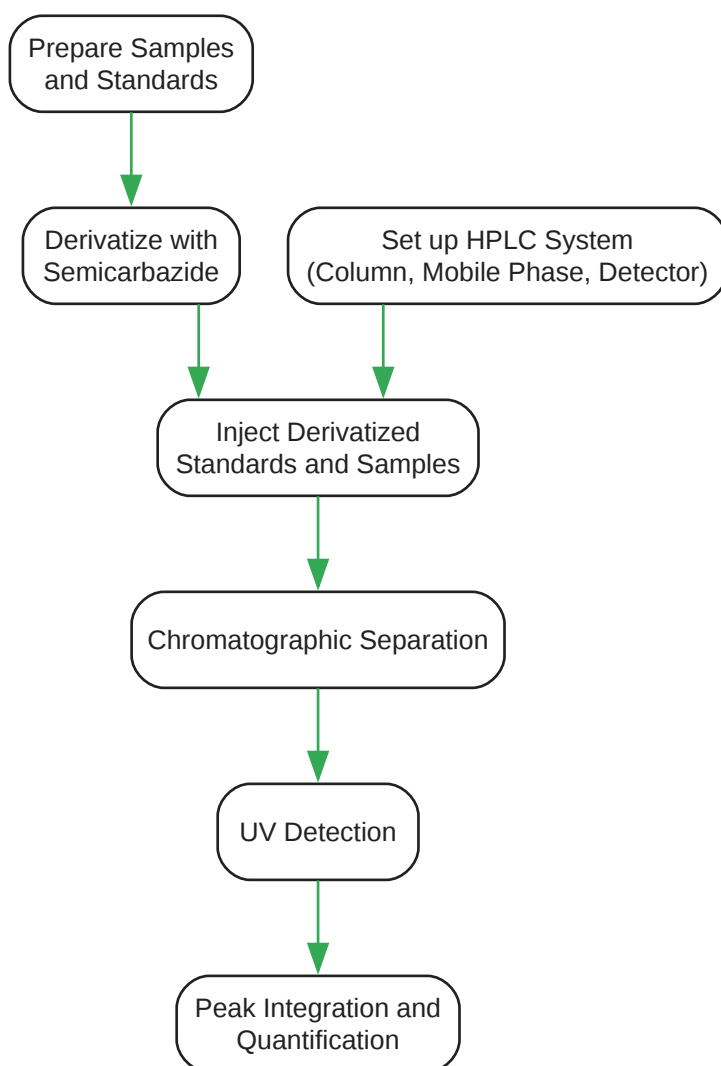 Prepare Samples
and Standards
Derivatize with
Semicarbazide
Set up HPLC System
(Column, Mobile Phase, Detector)
Inject Derivatized
Standards and Samples
Chromatographic Separation
UV Detection
Peak Integration and
Quantification